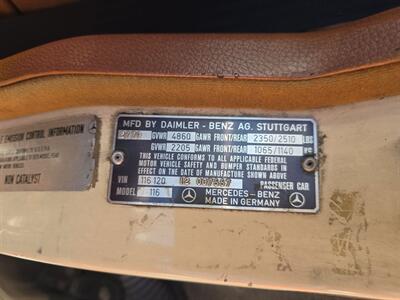 E EMISSION CONTROL INFORMATION
NON CATALYST
MFD BY DAIMLER - BENZ AG. STUTTGART
GVWR 4860 GAWR FRONT/REAR 2350/2510 LBS
GVWR 2205 GAWR FRONT/REAR 1065/1140 KG
THIS VEHICLE CONFORMS TO ALL APPLICABLE FEDERAL
MOTOR VEHICLE SAFETY AND BUMPER STANDARDS IN
EFFECT ON THE DATE OF MANUFACTURE SHOWN ABOVE
VIN 116 120 12 PASSENGER CAR
MODEL 116 MERCEDES-BENZ
MADE IN GERMANY